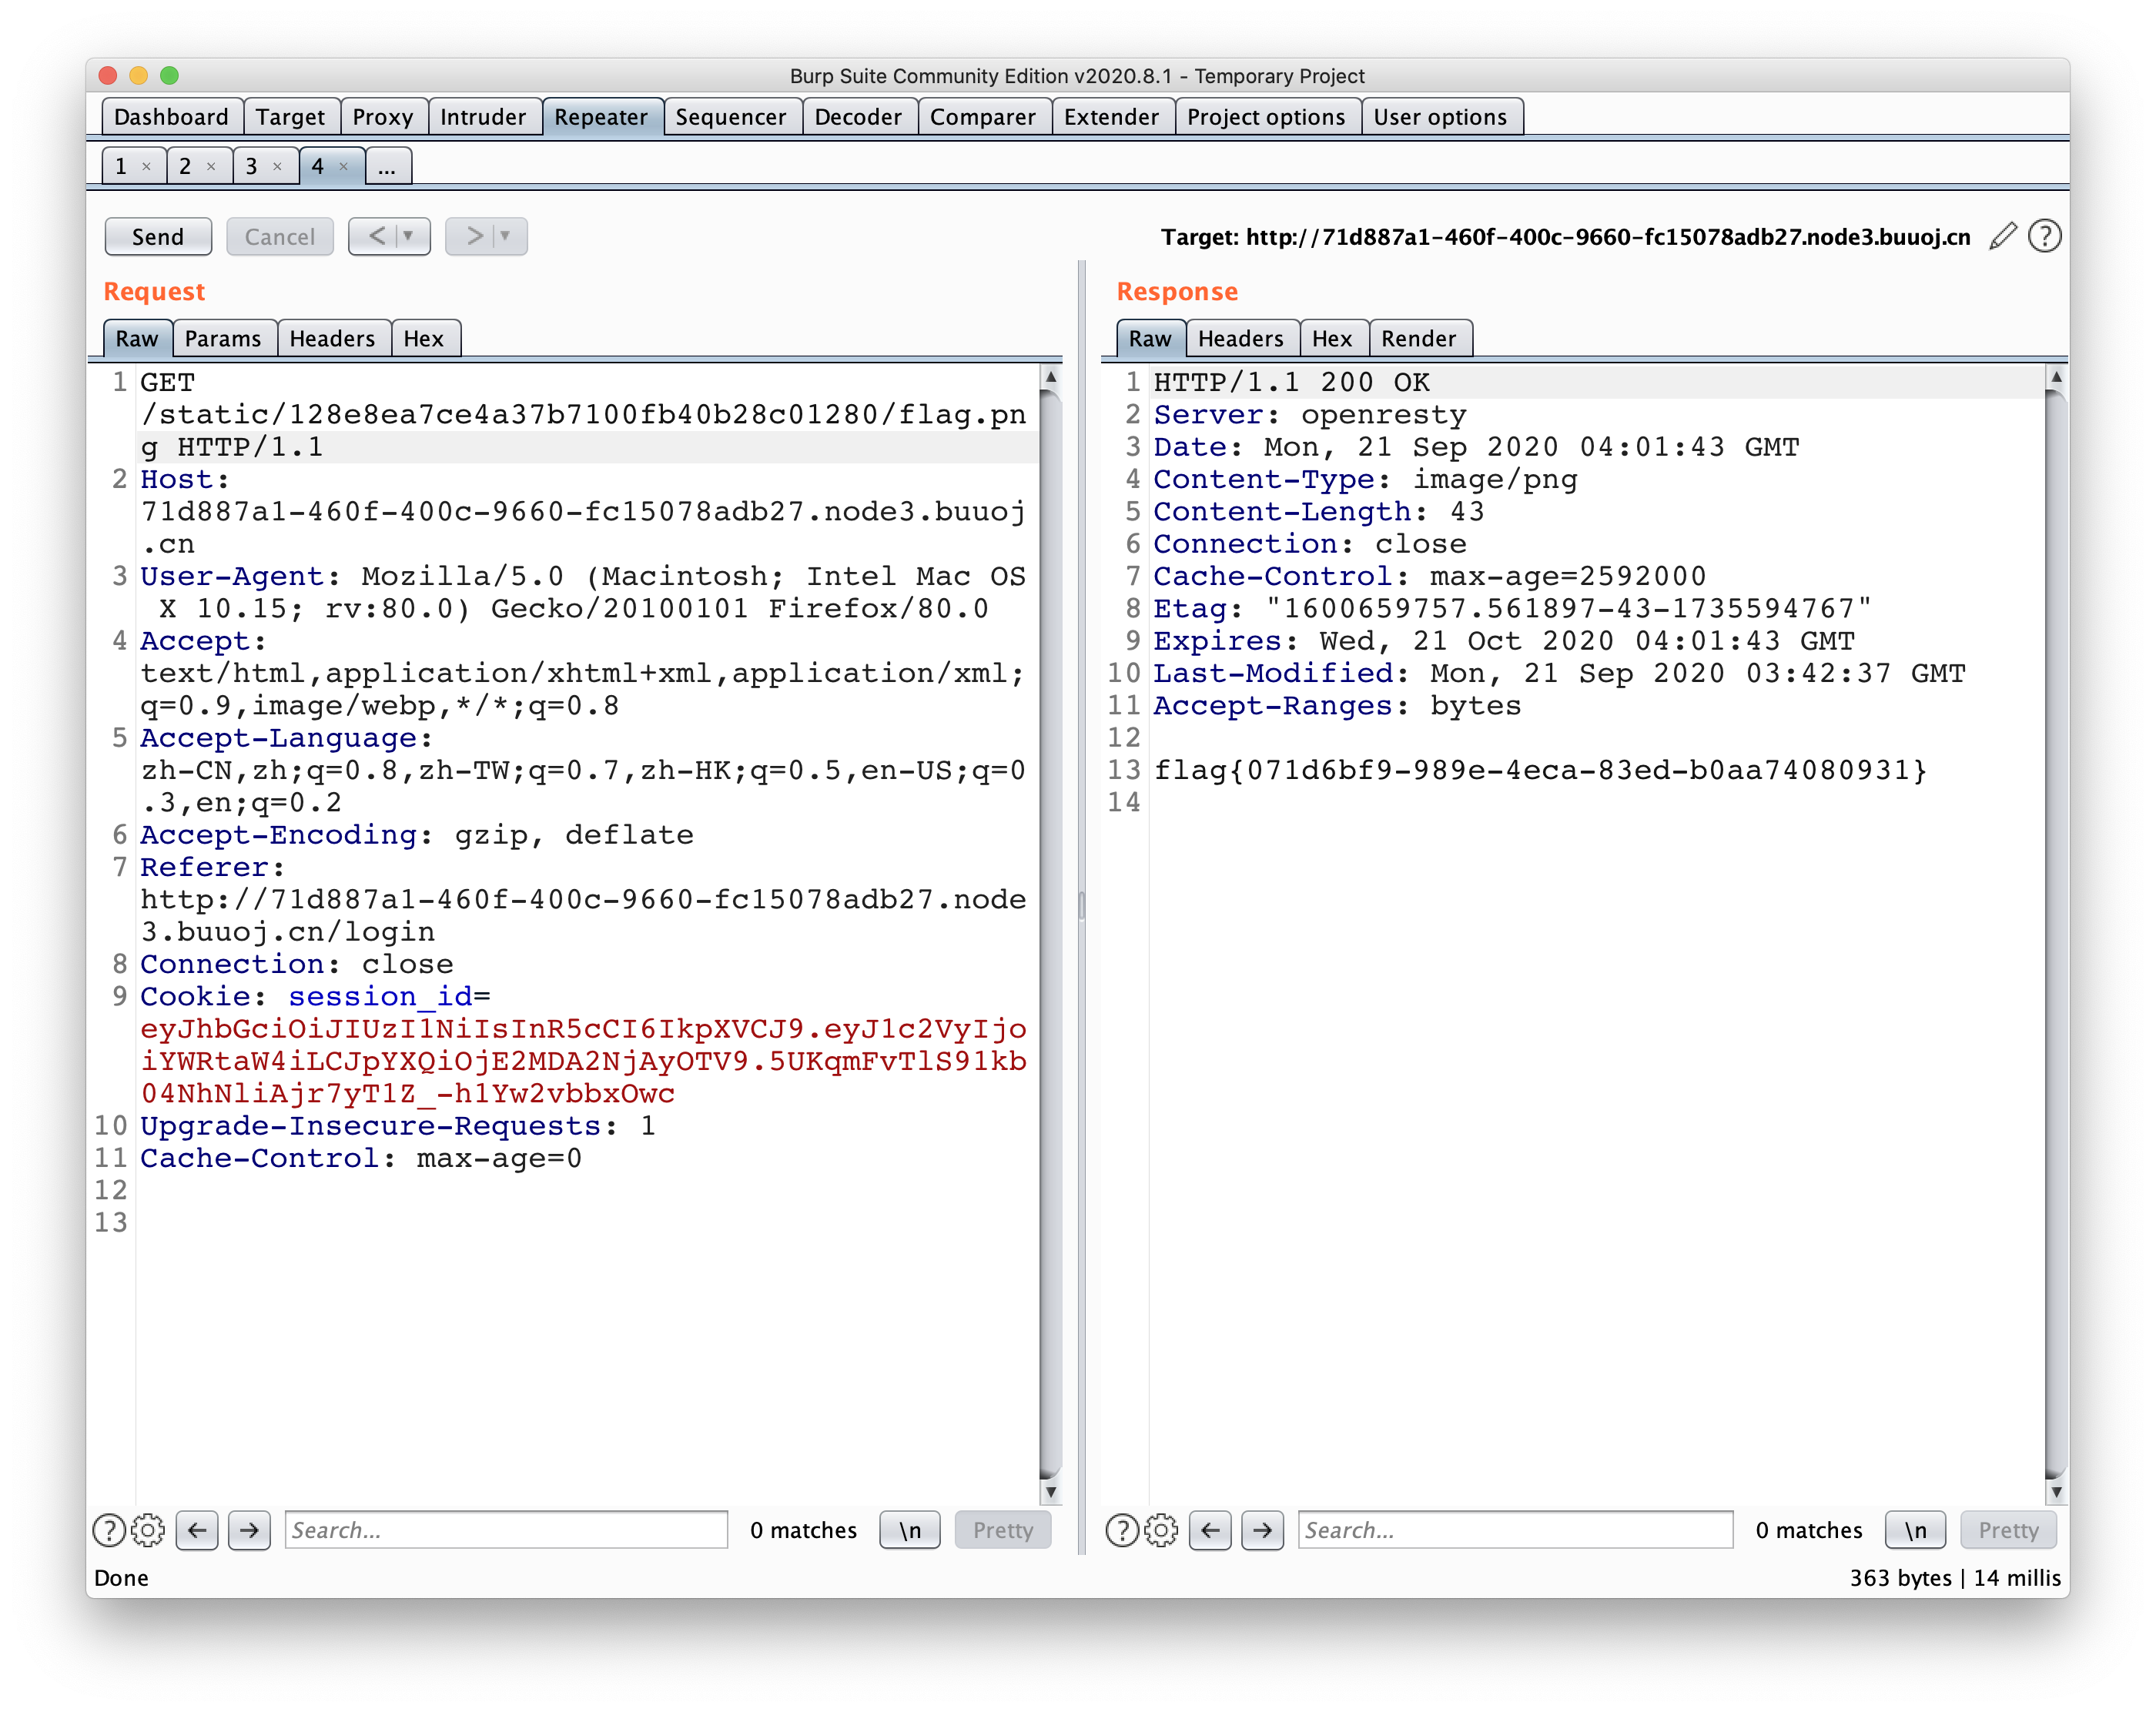 Burp Suite Community Edition v2020.8.1 - Temporary Project
Dashboard Target Proxy Intruder Repeater Sequencer Decoder Comparer Extender Project options User options
1 × 2 × 3 × 4 × ...
Send Cancel < > Target: http://71d887a1-460f-400c-9660-fc15078adb27.node3.buuoj.cn ?
Request
Raw Params Headers Hex
1 GET
/static/128e8ea7ce4a37b7100fb40b28c01280/flag.pn
g HTTP/1.1
2 Host:
71d887a1-460f-400c-9660-fc15078adb27.node3.buuoj
.cn
3 User-Agent: Mozilla/5.0 (Macintosh; Intel Mac OS
X 10.15; rv:80.0) Gecko/20100101 Firefox/80.0
4 Accept:
text/html,application/xhtml+xml,application/xml;
q=0.9,image/webp,*/*;q=0.8
5 Accept-Language:
zh-CN,zh;q=0.8,zh-TW;q=0.7,zh-HK;q=0.5,en-US;q=0
.3,en;q=0.2
6 Accept-Encoding: gzip, deflate
7 Referer:
http://71d887a1-460f-400c-9660-fc15078adb27.node
3.buuoj.cn/login
8 Connection: close
9 Cookie: session_id=
eyJhbGciOiJIUzI1NiIsInR5cCI6IkpXVCJ9.eyJ1c2VyIjo
iYWRtaW4iLCJpYXQiOjE2MDA2NjAyOTV9.5UKqmFvTlS91kb
04NhNliAjr7yT1Z_-h1Yw2vbbxOwc
10 Upgrade-Insecure-Requests: 1
11 Cache-Control: max-age=0
12
13
? Search... 0 matches \n Pretty
Response
Raw Headers Hex Render
1 HTTP/1.1 200 OK
2 Server: openresty
3 Date: Mon, 21 Sep 2020 04:01:43 GMT
4 Content-Type: image/png
5 Content-Length: 43
6 Connection: close
7 Cache-Control: max-age=2592000
8 Etag: "1600659757.561897-43-1735594767"
9 Expires: Wed, 21 Oct 2020 04:01:43 GMT
10 Last-Modified: Mon, 21 Sep 2020 03:42:37 GMT
11 Accept-Ranges: bytes
12
13 flag{071d6bf9-989e-4eca-83ed-b0aa74080931}
14
? Search... 0 matches \n Pretty
Done 363 bytes | 14 millis